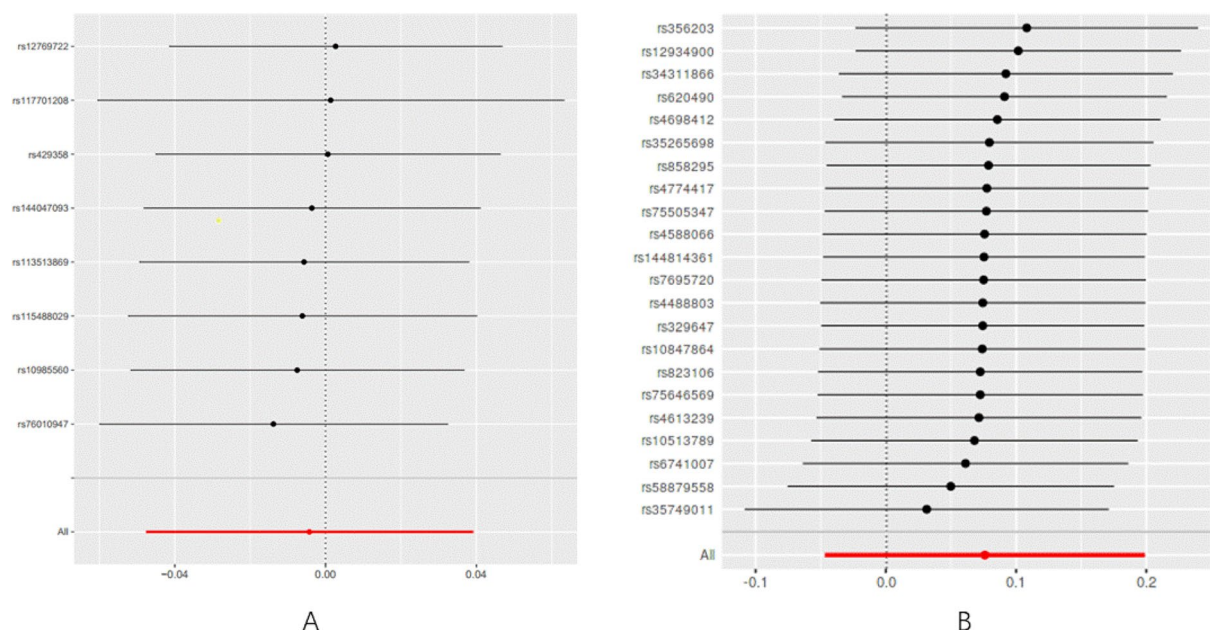 rs12769722
rs117701208
rs429358
rs144047093
rs113513869
rs115488029
rs10985560
rs76010947
All
−0.04 0.00 0.04
A
rs356203
rs12934900
rs34311866
rs620490
rs4698412
rs35265698
rs858295
rs4774417
rs75505347
rs4588066
rs144814361
rs7695720
rs4488803
rs329647
rs10847864
rs823106
rs75646569
rs4613239
rs10513789
rs6741007
rs58879558
rs35749011
All
-0.1 0.0 0.1 0.2
B